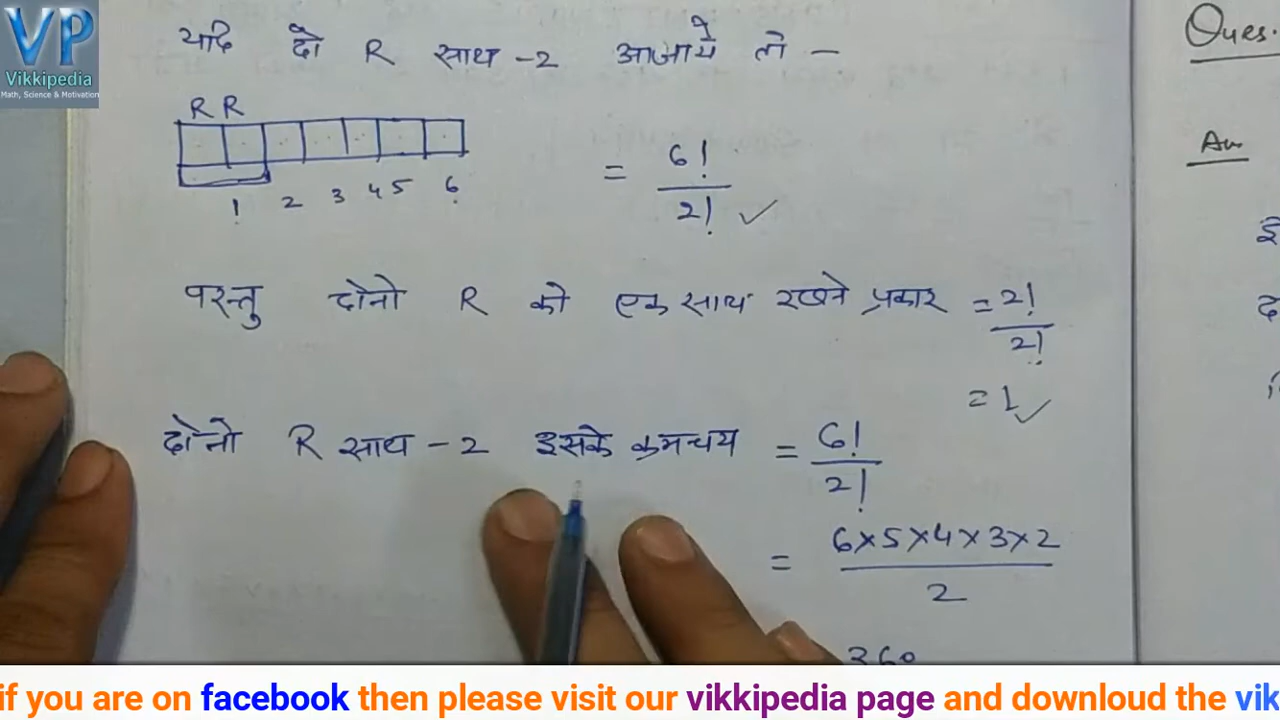 VP
Vikkipedia
Math, Science & Motivation
यदि दो R साथ -2 आजाये तो -
R R
1 2 3 4 5 6
= 6!
2! ✓
परन्तु दोनो R को एक साथ रखने प्रकार = 2!
2!
= 1 ✓
दोनो R साथ - 2 इसके क्रमचय = 6!
2!
= 6×5×4×3×2
2
360
Ques.
An
if you are on facebook then please visit our vikkipedia page and downloud the vik